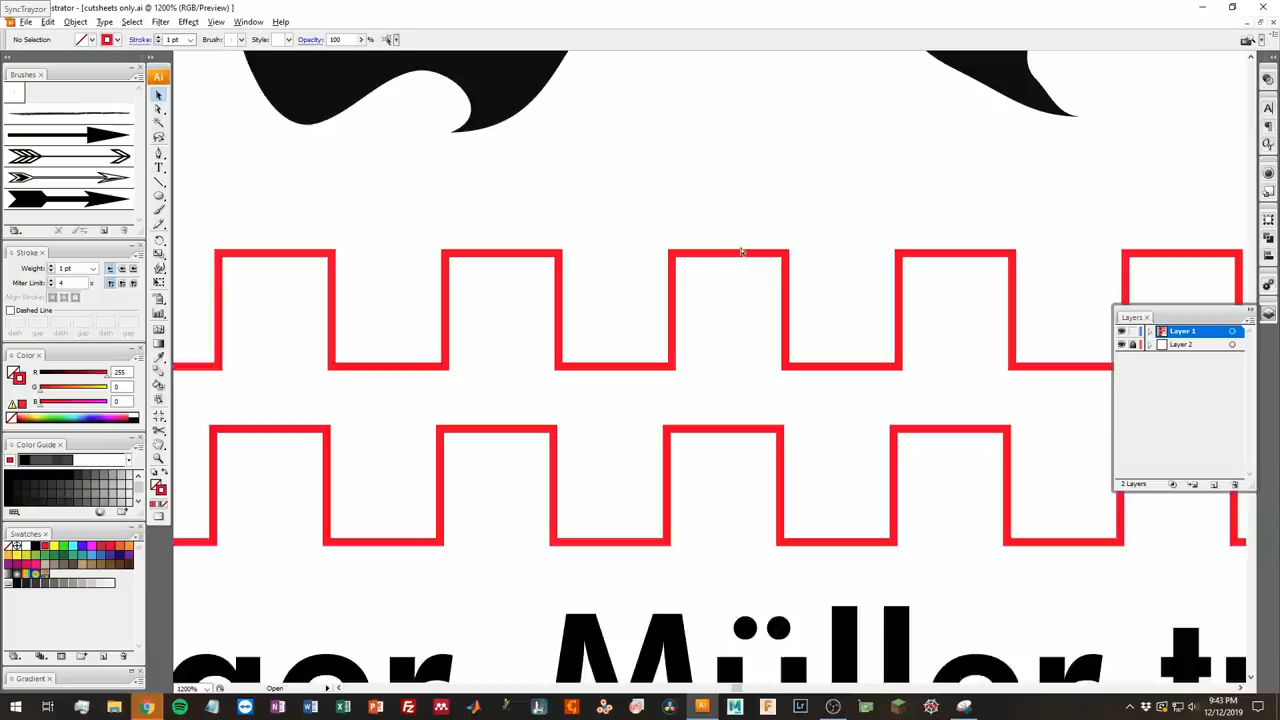 SyncTrayzor
strator - [cutsheets only.ai @ 1200% (RGB/Preview)]
File Edit Object Type Select Filter Effect View Window Help
No Selection Stroke: 1 pt Brush: Style: Opacity: 100 %
Brushes x
Ai
Stroke x
Weight: 1 pt
Miter Limit: 4 x
Align Stroke:
Dashed Line
dash gap dash gap dash gap
Color x
R 255
G 0
B 0
Color Guide x
Swatches x
Gradient x
Layers x
Layer 1
Layer 2
2 Layers
ger Müller t
1200% Open
9:43 PM
12/12/2019